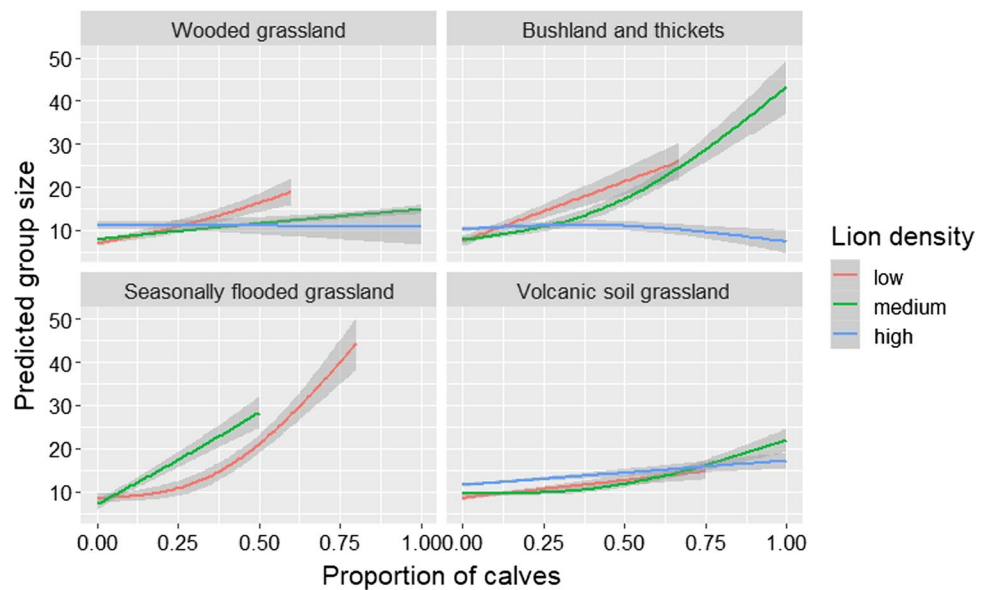 Wooded grassland
Bushland and thickets
50
40
30
20
10
Predicted group size
Seasonally flooded grassland
Volcanic soil grassland
50
40
30
20
10
0.00 0.25 0.50 0.75 1.00 0.00 0.25 0.50 0.75 1.00
Proportion of calves
Lion density
low
medium
high